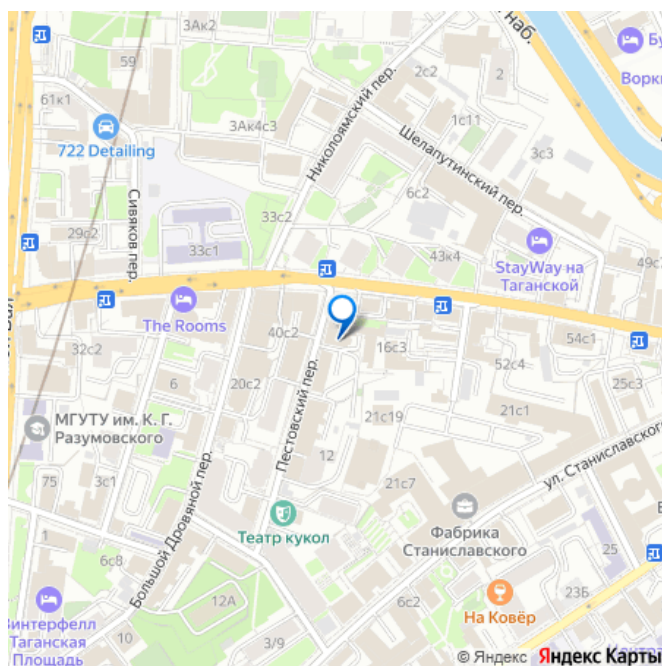 3Ак2
59
2с2
наб.
Бу
Ворк
61к1
722 Detailing
3Ак4с3
Николоямский пер.
1с11
2
Шелапутинский пер.
3с3
6с2
Сивяков пер.
29с2
33с2
33с1
43к4
49с
StayWay на
Таганской
The Rooms
40с2
16с3
54с1
32с2
6
20с2
52с4
25с3
МГУТУ им. К. Г.
Разумовского
Пестовский пер.
21с19
21с1
ул. Станиславского
75
3с1
12
21с7
Большой Дровяной пер.
Театр кукол
Фабрика
Станиславского
1
6с8
25
12А
23Б
Винтерфелл
Таганская
Площадь
10
3/9
6с2
На Ковёр
© Яндекс Яндекс Карты